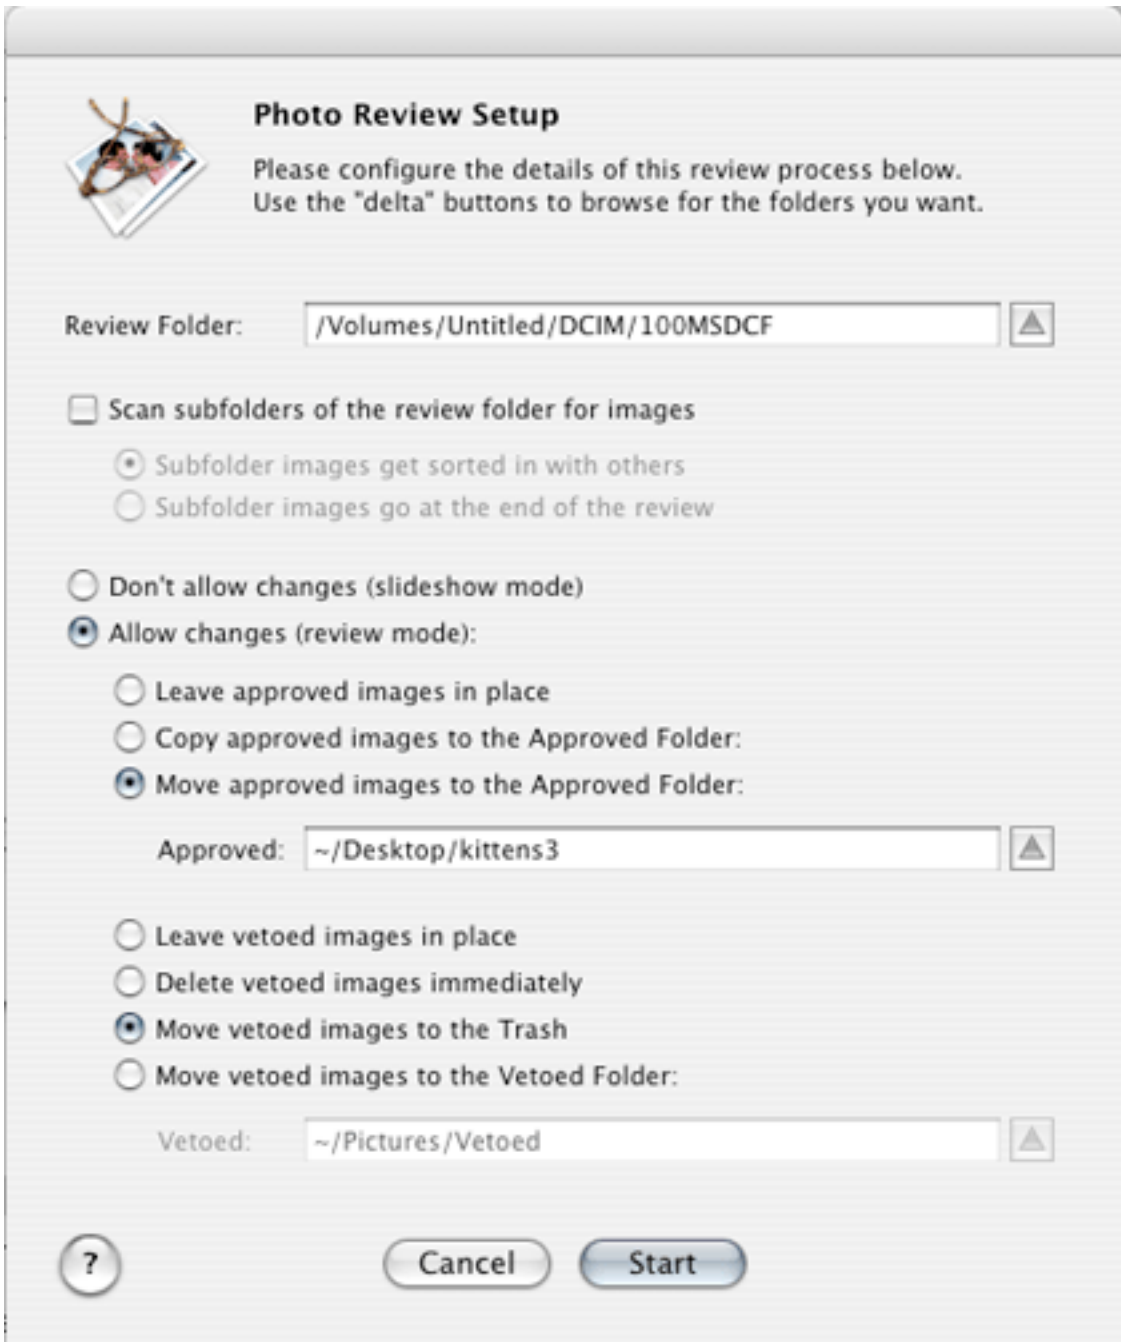 Photo Review Setup
Please configure the details of this review process below.
Use the "delta" buttons to browse for the folders you want.
Review Folder: /Volumes/Untitled/DCIM/100MSDCF
Scan subfolders of the review folder for images
Subfolder images get sorted in with others
Subfolder images go at the end of the review
Don't allow changes (slideshow mode)
Allow changes (review mode):
Leave approved images in place
Copy approved images to the Approved Folder:
Move approved images to the Approved Folder:
Approved: ~/Desktop/kittens3
Leave vetoed images in place
Delete vetoed images immediately
Move vetoed images to the Trash
Move vetoed images to the Vetoed Folder:
Vetoed: ~/Pictures/Vetoed
? Cancel Start